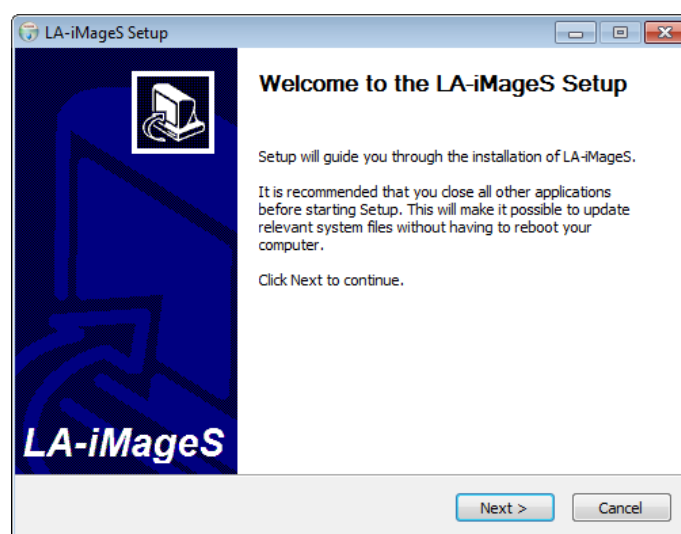 LA-iMageS Setup
Welcome to the LA-iMageS Setup
Setup will guide you through the installation of LA-iMageS.
It is recommended that you close all other applications
before starting Setup. This will make it possible to update
relevant system files without having to reboot your
computer.
Click Next to continue.
LA-iMageS
Next >
Cancel